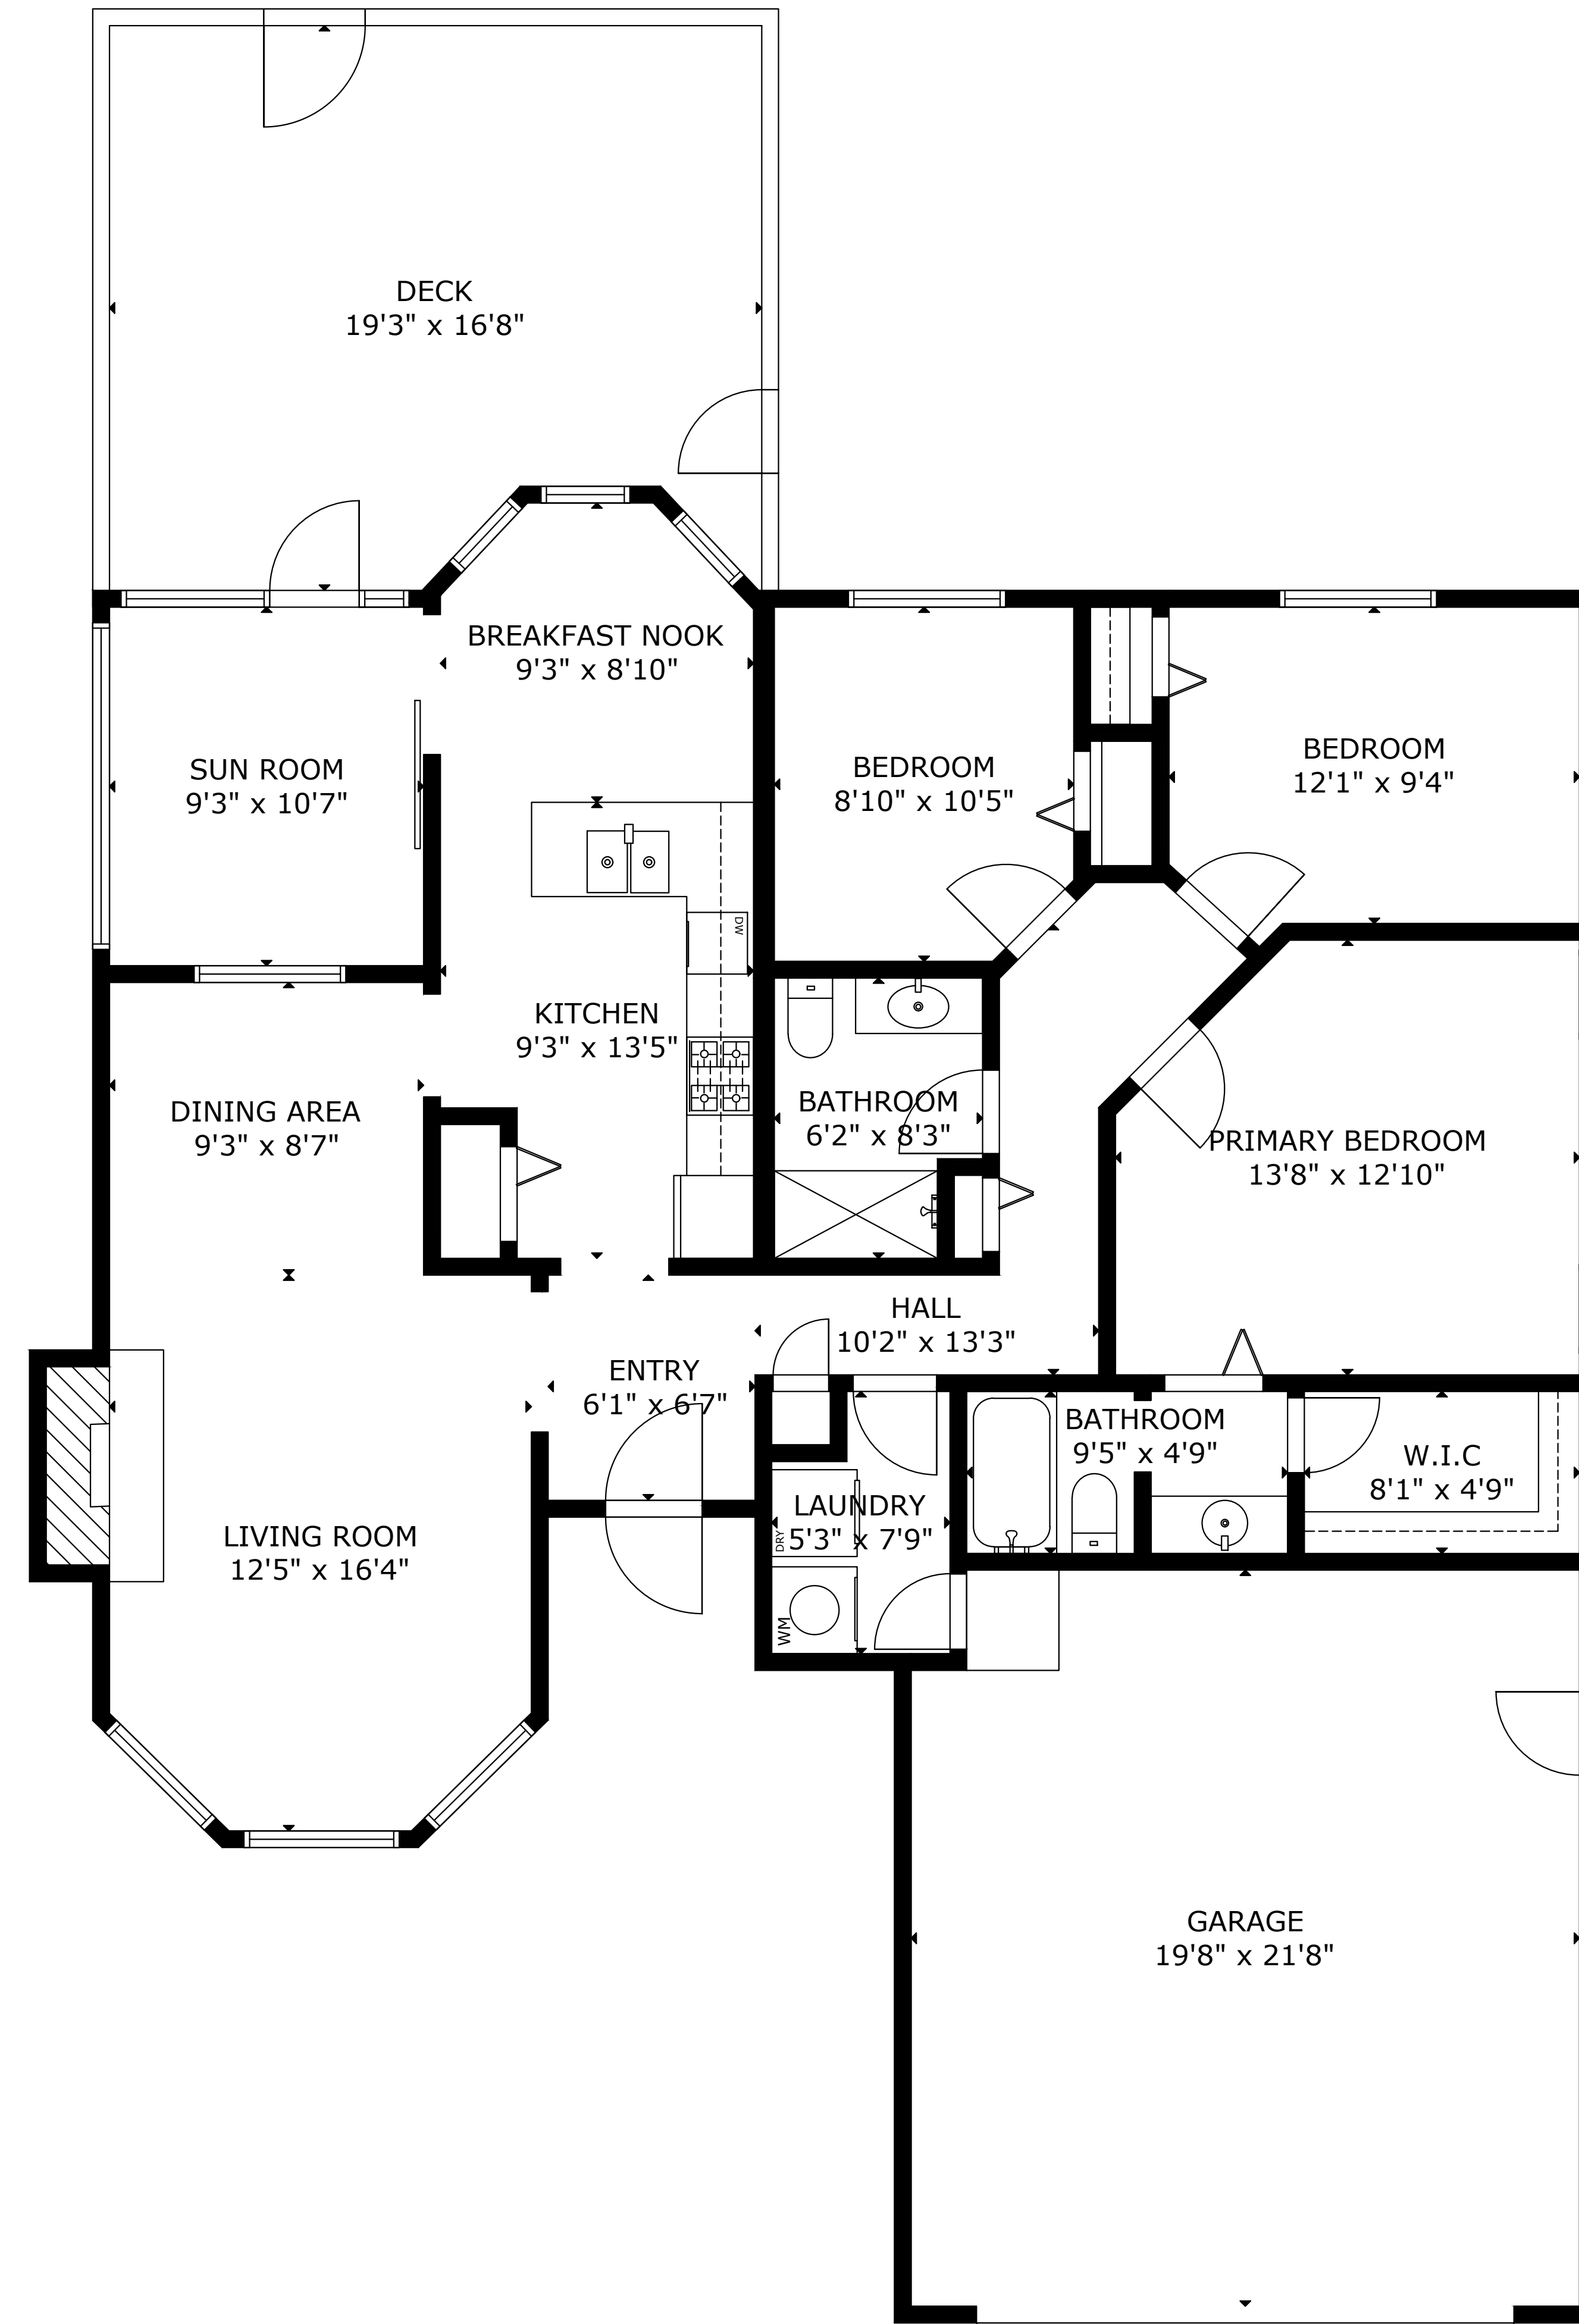 DECK
19'3" x 16'8"
BREAKFAST NOOK
9'3" x 8'10"
SUN ROOM
9'3" x 10'7"
BEDROOM
8'10" x 10'5"
BEDROOM
12'1" x 9'4"
DW
KITCHEN
9'3" x 13'5"
DINING AREA
9'3" x 8'7"
BATHROOM
6'2" x 8'3"
PRIMARY BEDROOM
13'8" x 12'10"
HALL
10'2" x 13'3"
ENTRY
6'1" x 6'7"
BATHROOM
9'5" x 4'9"
W.I.C
8'1" x 4'9"
LAUNDRY
5'3" x 7'9"
DRY
WM
LIVING ROOM
12'5" x 16'4"
GARAGE
19'8" x 21'8"